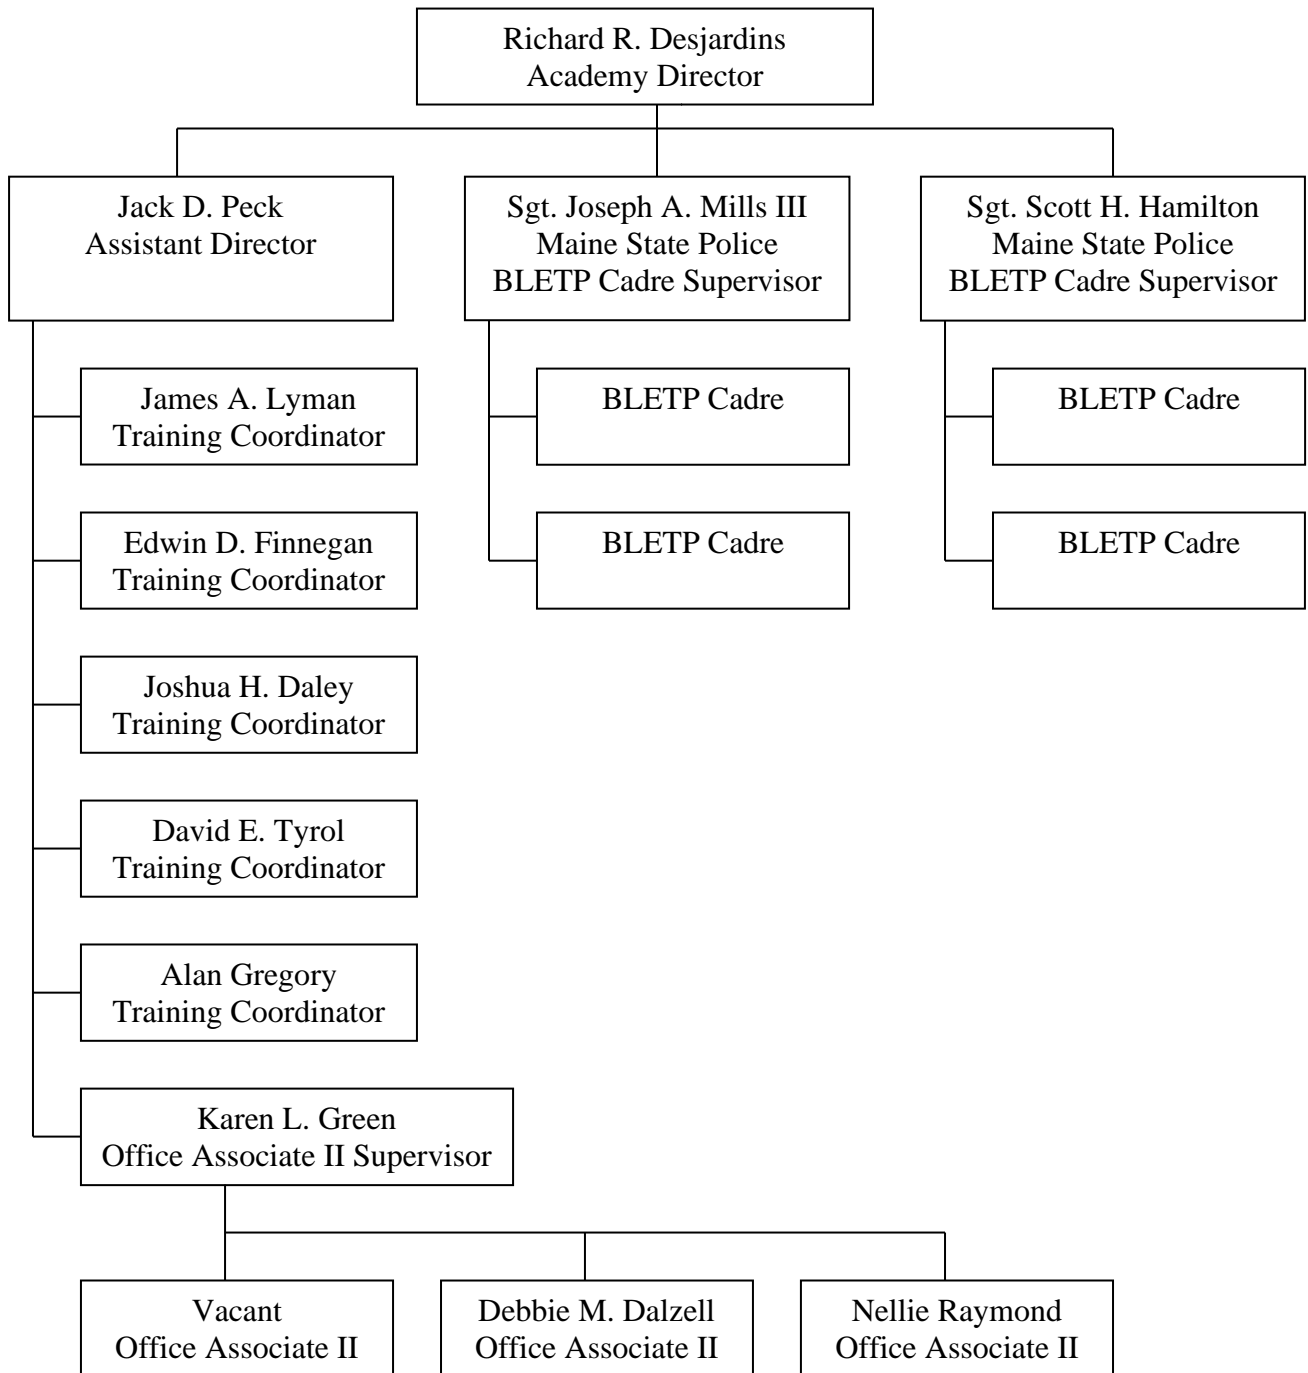 Richard R. Desjardins
Academy Director
Jack D. Peck
Assistant Director
Sgt. Joseph A. Mills III
Maine State Police
BLETP Cadre Supervisor
Sgt. Scott H. Hamilton
Maine State Police
BLETP Cadre Supervisor
James A. Lyman
Training Coordinator
BLETP Cadre
BLETP Cadre
Edwin D. Finnegan
Training Coordinator
BLETP Cadre
BLETP Cadre
Joshua H. Daley
Training Coordinator
David E. Tyrol
Training Coordinator
Alan Gregory
Training Coordinator
Karen L. Green
Office Associate II Supervisor
Vacant
Office Associate II
Debbie M. Dalzell
Office Associate II
Nellie Raymond
Office Associate II